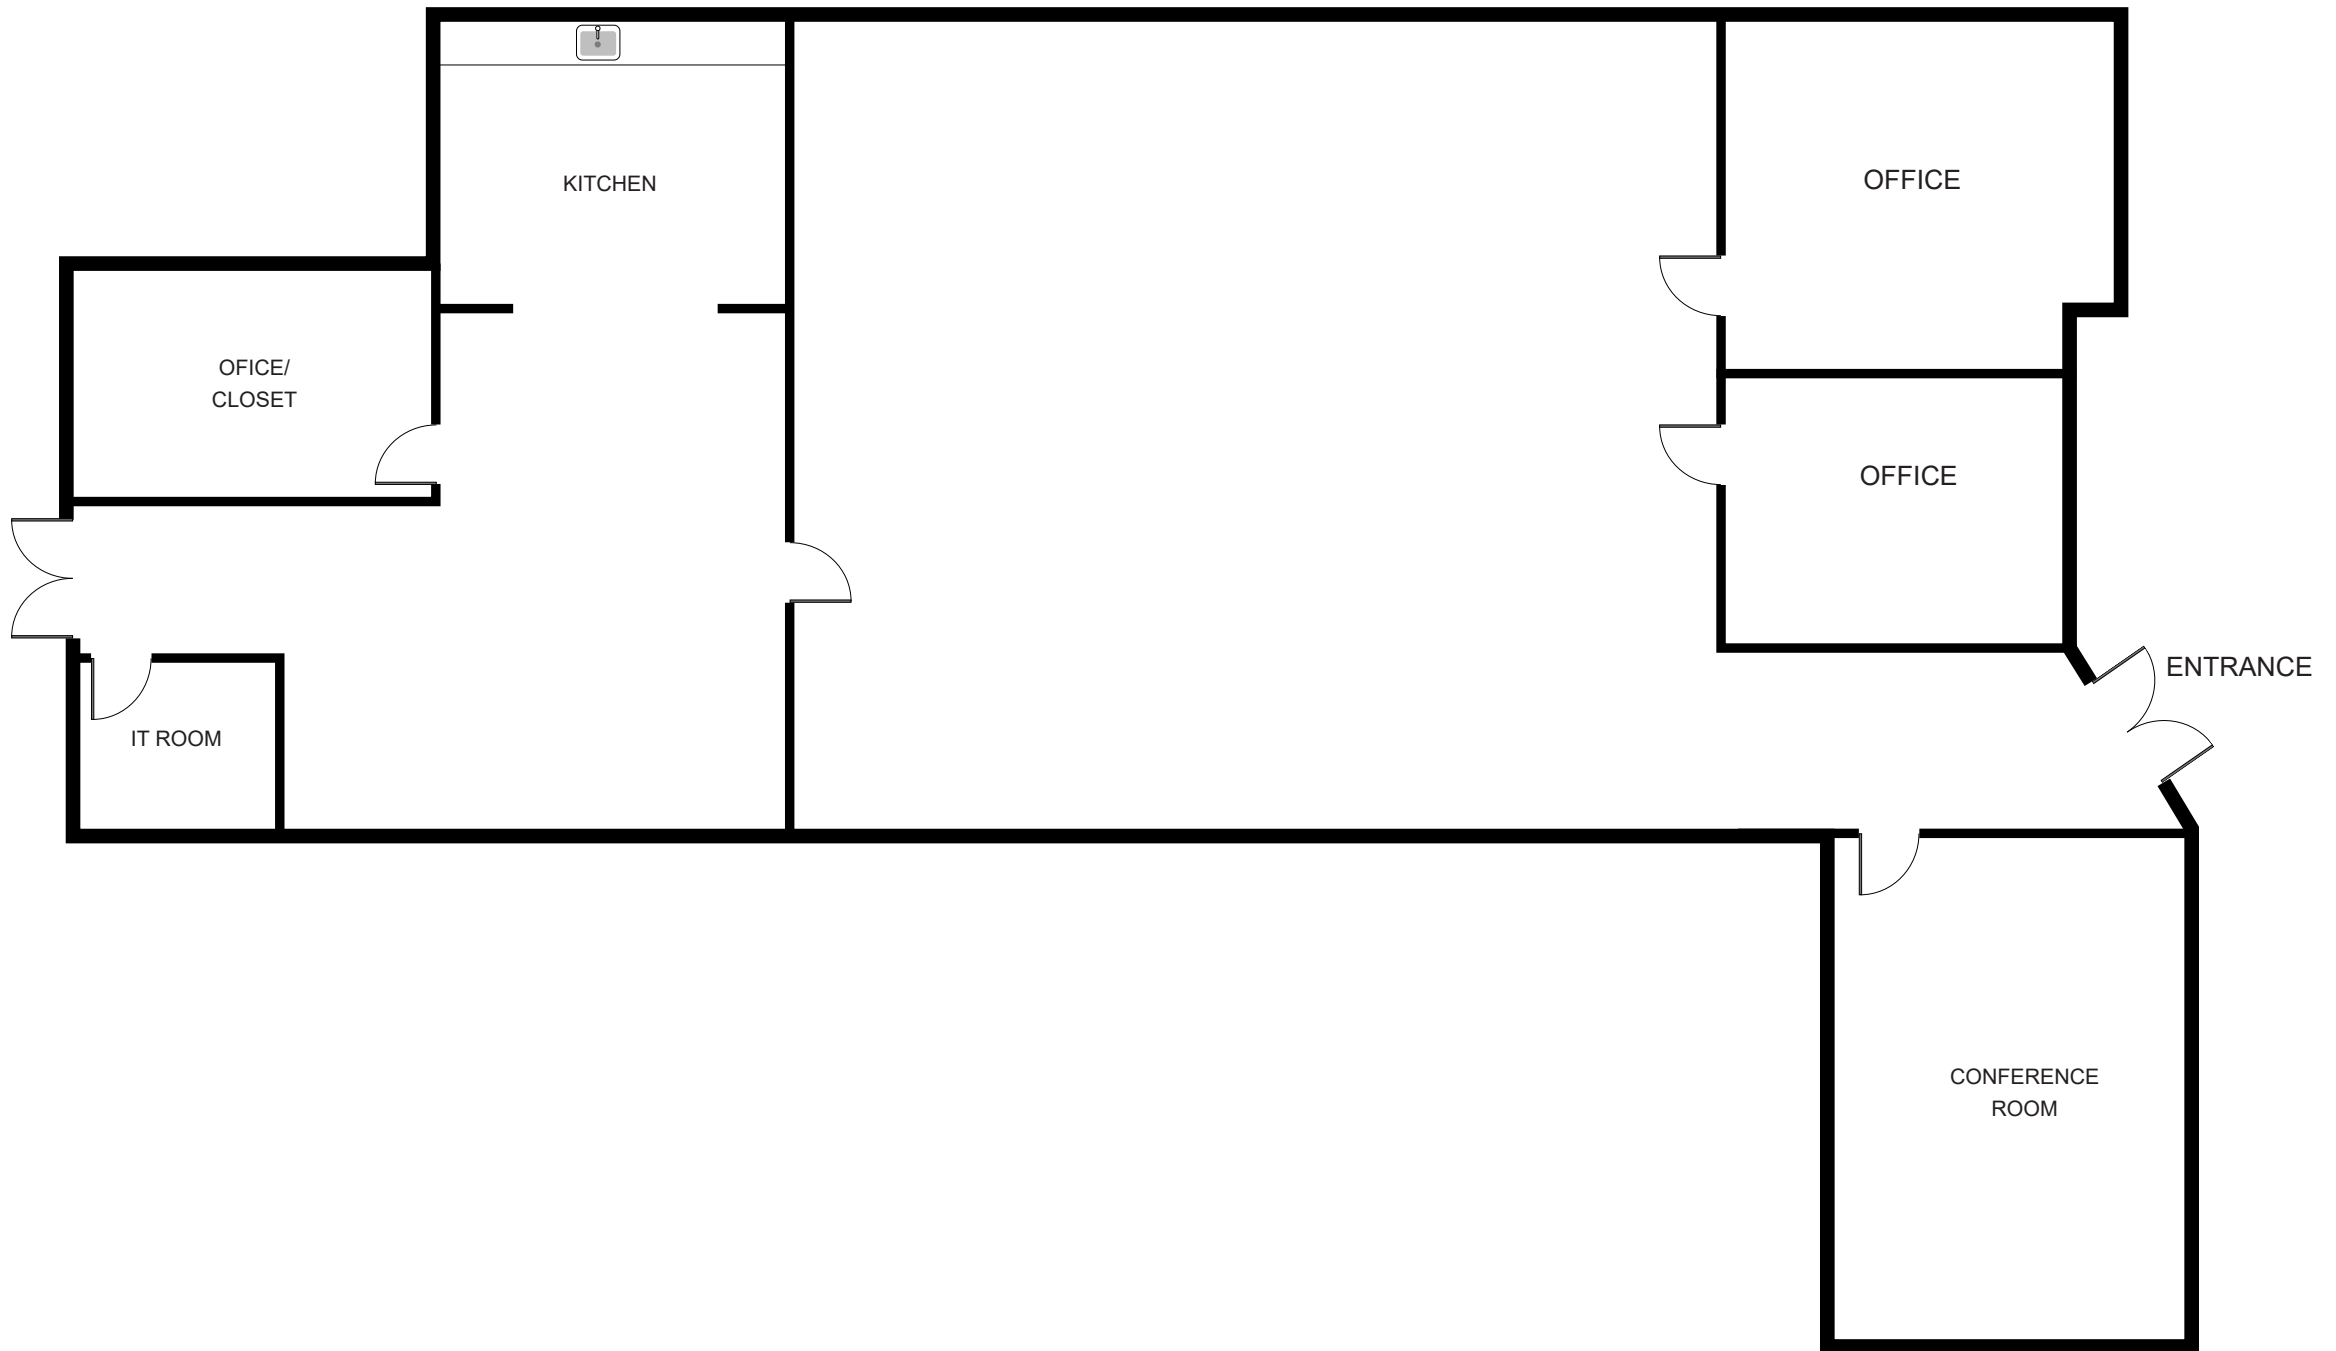 OFFICE
KITCHEN
OFICE/
CLOSET
OFFICE
ENTRANCE
IT ROOM
CONFERENCE
ROOM